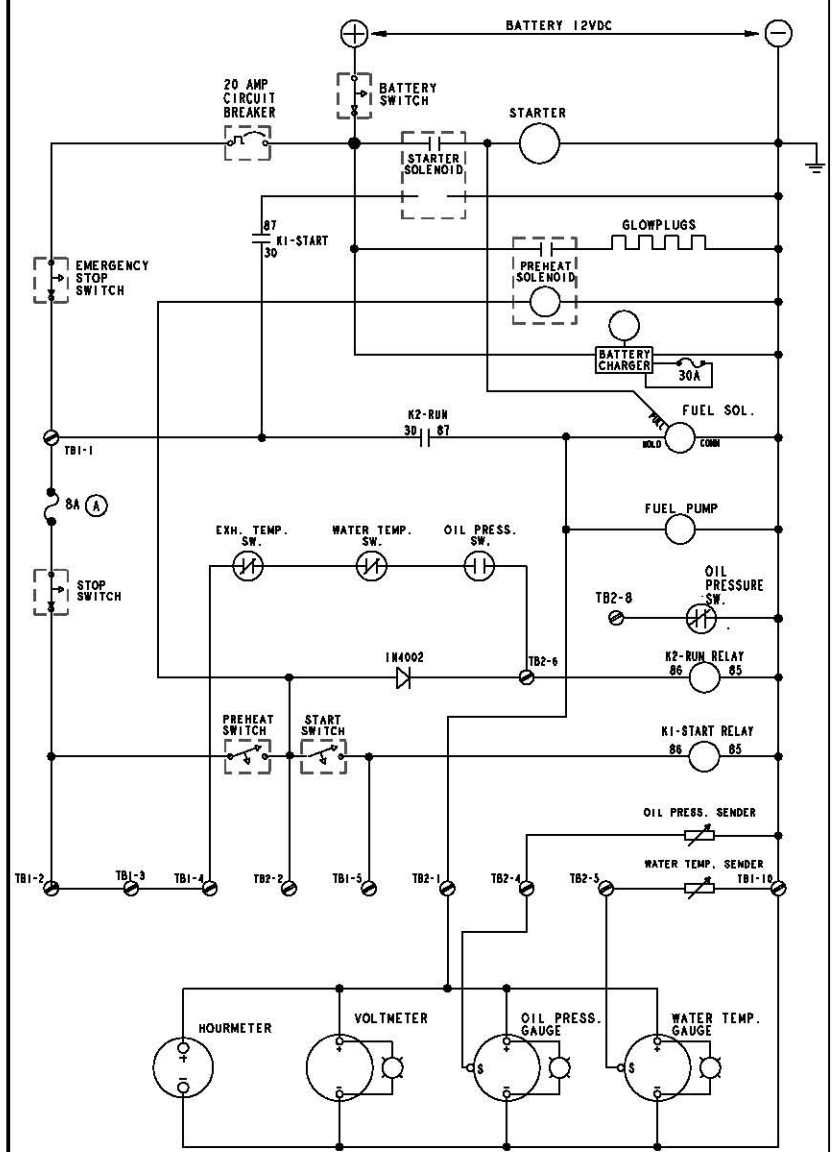 BATTERY 12VDC
+
−
20 AMP
CIRCUIT
BREAKER
BATTERY
SWITCH
STARTER
STARTER
SOLENOID
87
K1-START
30
GLOWPLUGS
PREHEAT
SOLENOID
EMERGENCY
STOP
SWITCH
BATTERY
CHARGER
30A
K2-RUN
30 87
FUEL SOL.
PULL
HOLD COMM
TB1-1
8A A
FUEL PUMP
EXH. TEMP.
SW.
WATER TEMP.
SW.
OIL PRESS.
SW.
STOP
SWITCH
OIL
PRESSURE
SW.
TB2-8
1N4002
TB2-6
K2-RUN RELAY
86 85
PREHEAT
SWITCH
START
SWITCH
K1-START RELAY
86 85
OIL PRESS. SENDER
WATER TEMP. SENDER
TB1-2
TB1-3
TB1-4
TB2-2
TB1-5
TB2-1
TB2-4
TB2-5
TB1-10
HOURMETER
VOLTMETER
OIL PRESS.
GAUGE
WATER TEMP.
GAUGE
+
+
+
+
S
S
−
−
−
−